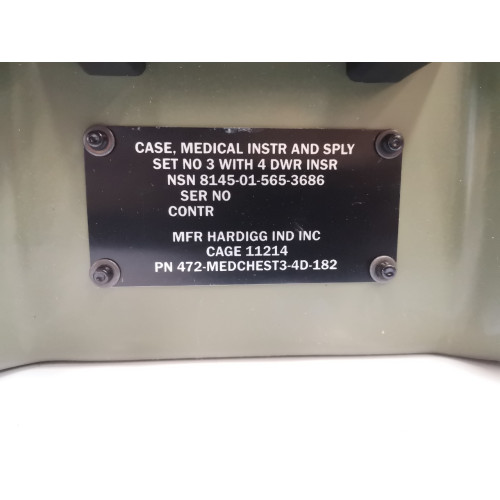 CASE, MEDICAL INSTR AND SPLY
SET NO 3 WITH 4 DWR INSR
NSN 8145-01-565-3686
SER NO
CONTR
MFR HARDIGG IND INC
CAGE 11214
PN 472-MEDCHEST3-4D-182